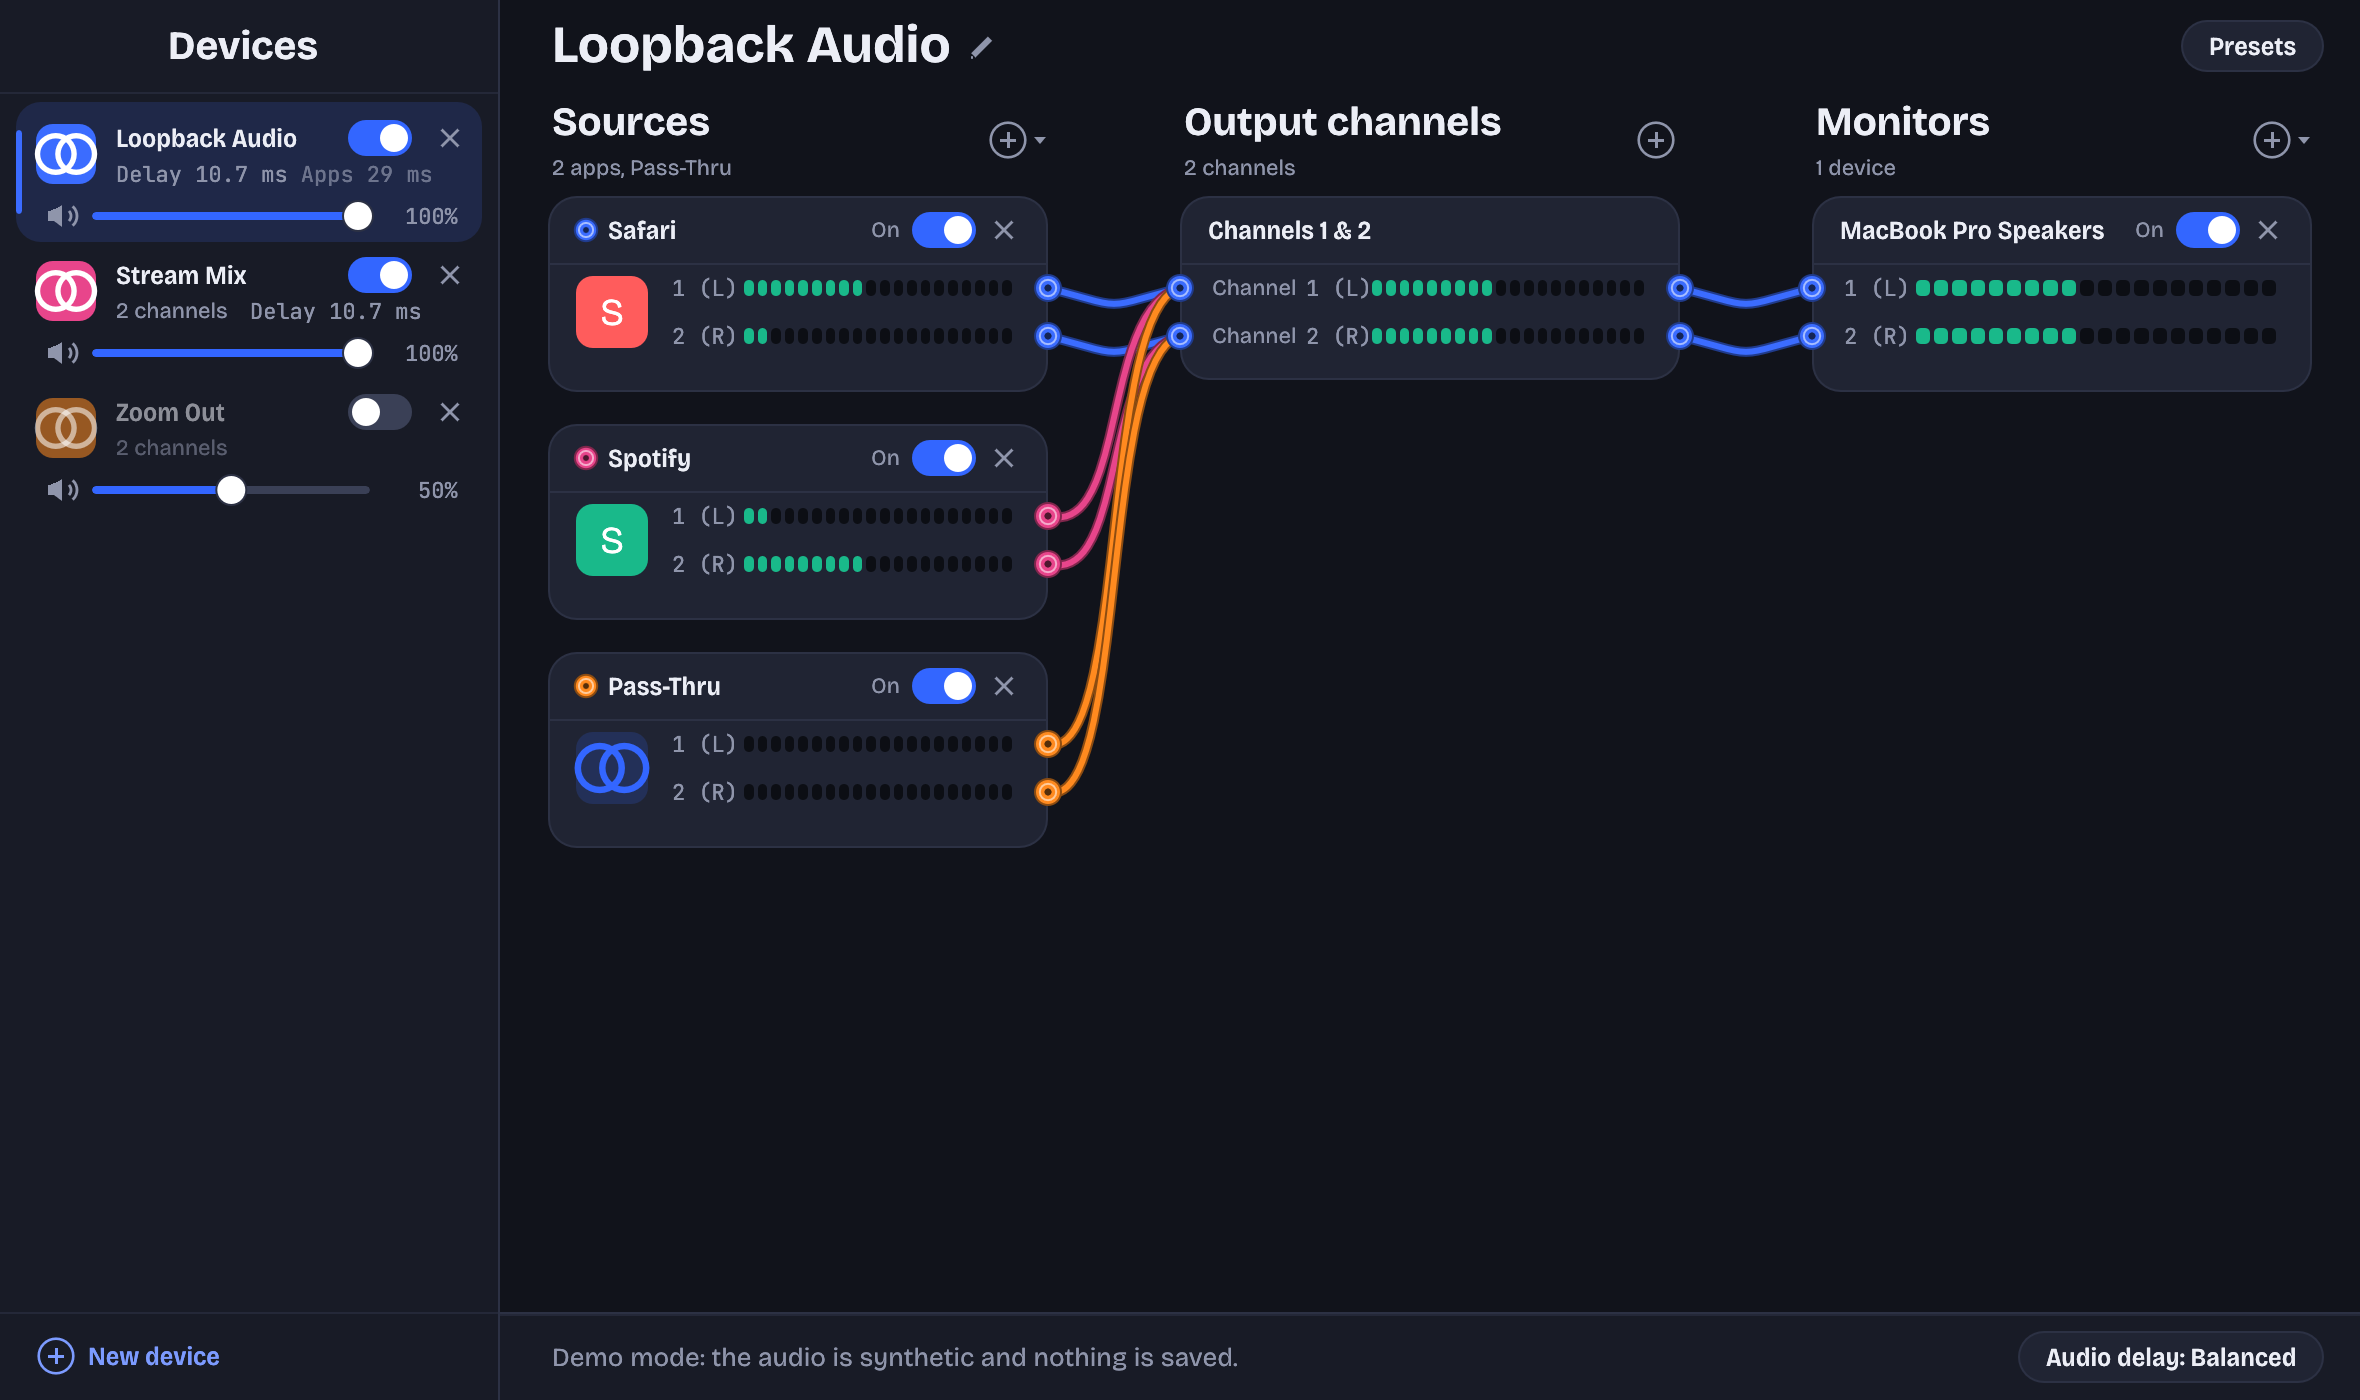 Devices
Loopback Audio
Delay 10.7 ms Apps 29 ms
100%
Stream Mix
2 channels Delay 10.7 ms
100%
Zoom Out
2 channels
50%
New device
Loopback Audio
Presets
Sources
2 apps, Pass-Thru
Safari On
S
1 (L)
2 (R)
Spotify On
S
1 (L)
2 (R)
Pass-Thru On
1 (L)
2 (R)
Output channels
2 channels
Channels 1 & 2
Channel 1 (L)
Channel 2 (R)
Monitors
1 device
MacBook Pro Speakers On
1 (L)
2 (R)
Demo mode: the audio is synthetic and nothing is saved.
Audio delay: Balanced